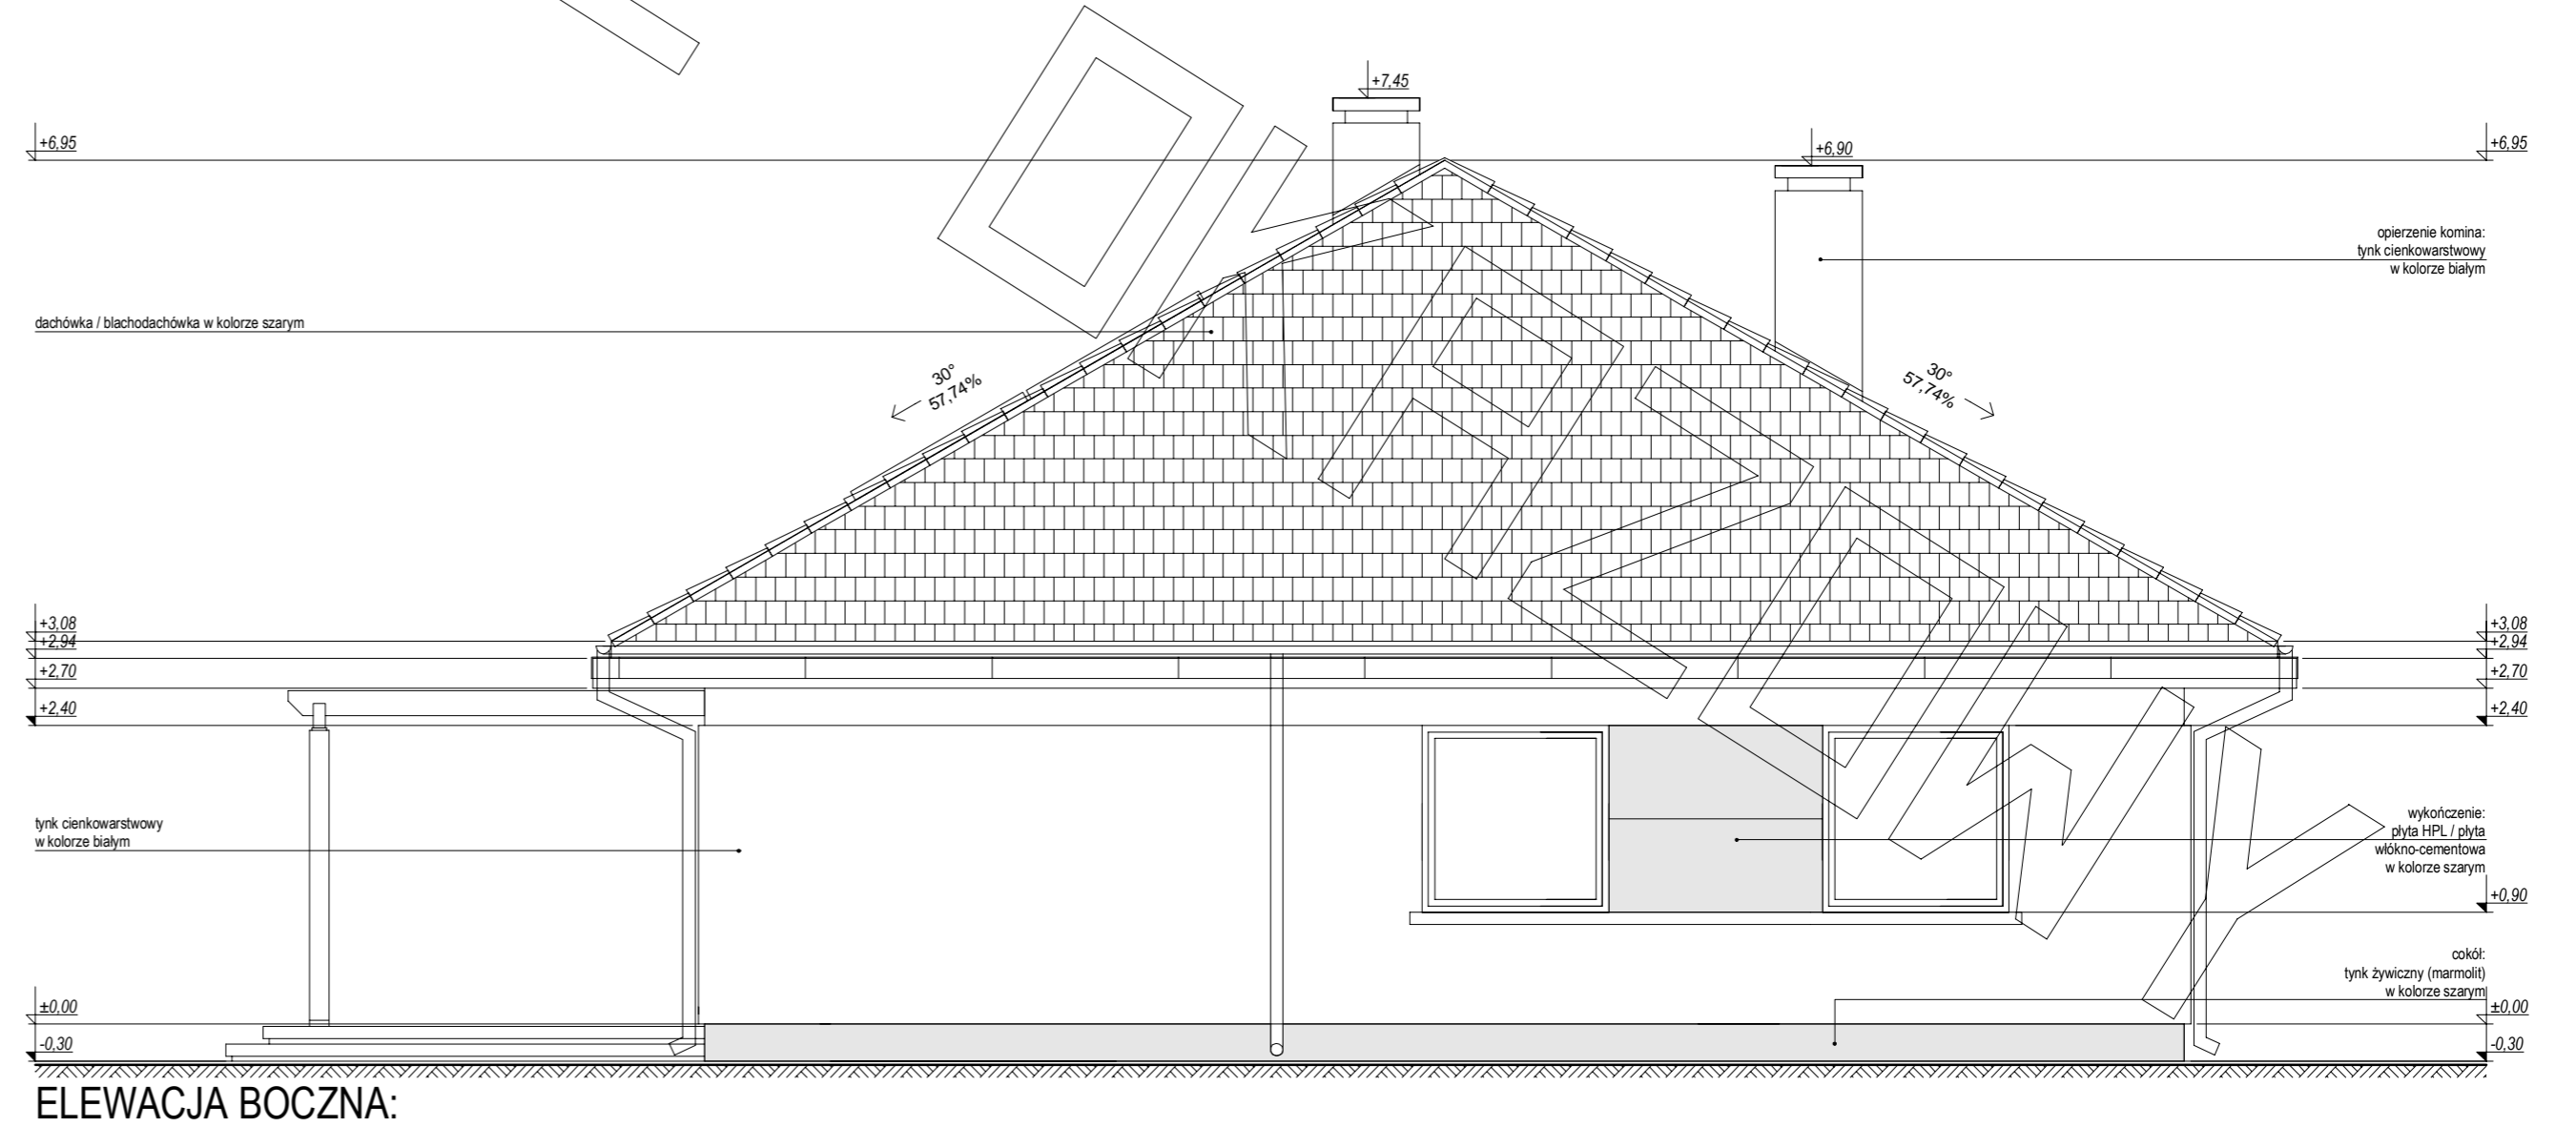 +7,45
+6,95
+6,90
+6,95
opierzenie komina:
tynk cienkowarstwowy
w kolorze białym
dachówka / blachodachówka w kolorze szarym
30°
57,74%
30°
57,74%
+3,08
+2,94
+2,70
+2,40
+3,08
+2,94
+2,70
+2,40
tynk cienkowarstwowy
w kolorze białym
wykończenie:
płyta HPL / płyta
włókno-cementowa
w kolorze szarym
+0,90
cokół:
tynk żywiczny (marmolit)
w kolorze szarym
±0,00
-0,30
±0,00
-0,30
ELEWACJA BOCZNA: